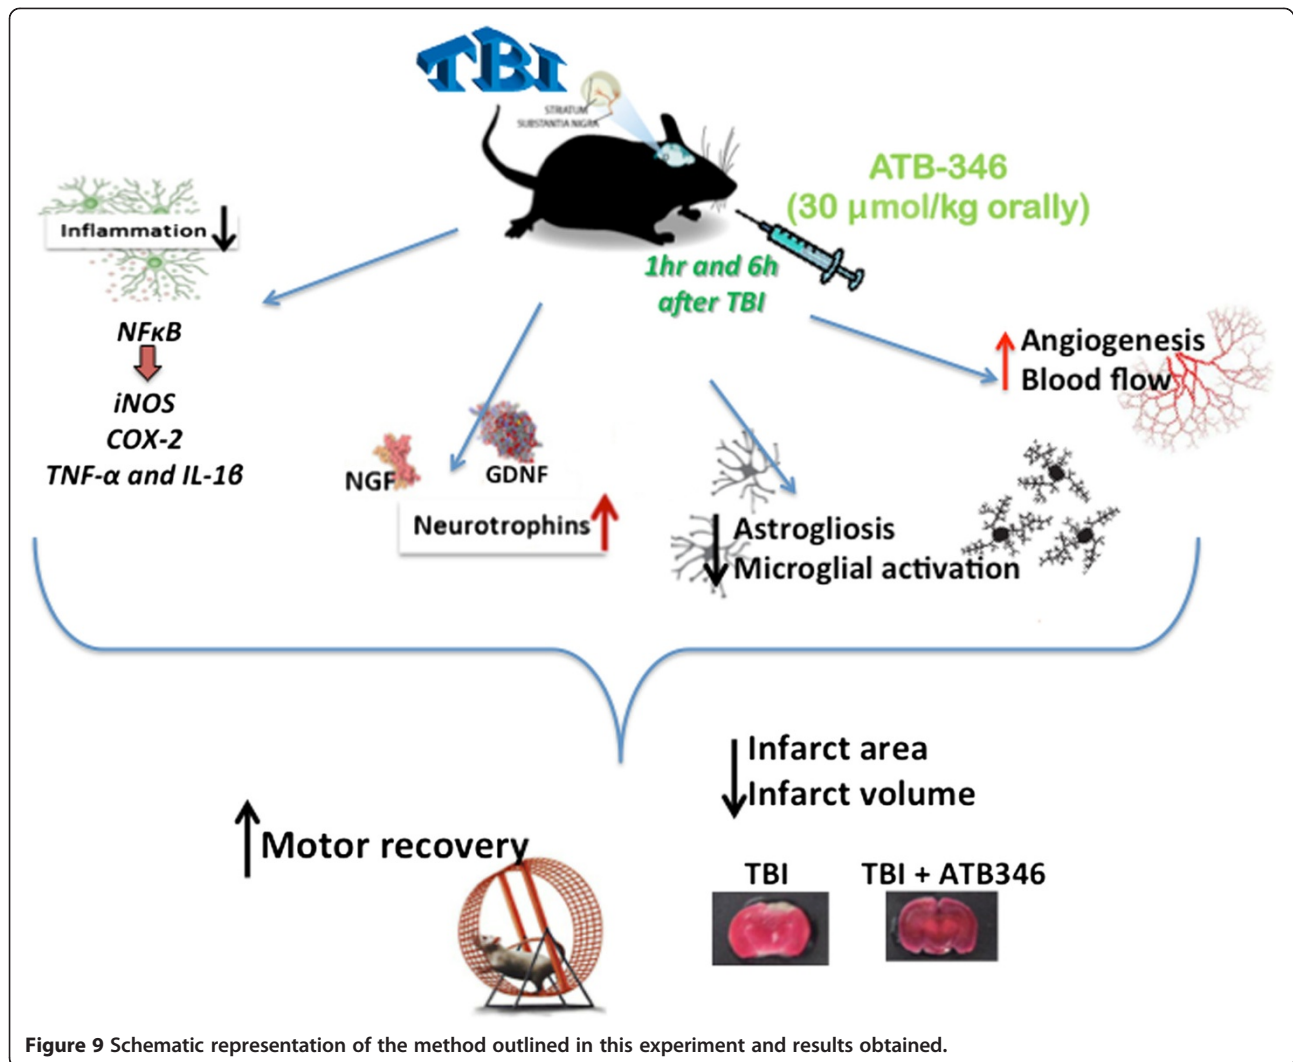 TBI
STRIATUM
SUBSTANTIA NIGRA
ATB-346
(30 μmol/kg orally)
1hr and 6h
after TBI
Inflammation
NFκB
iNOS
COX-2
TNF-α and IL-1β
NGF
GDNF
Neurotrophins
Astrogliosis
Microglial activation
Angiogenesis
Blood flow
Infarct area
Infarct volume
Motor recovery
TBI
TBI + ATB346
Figure 9 Schematic representation of the method outlined in this experiment and results obtained.